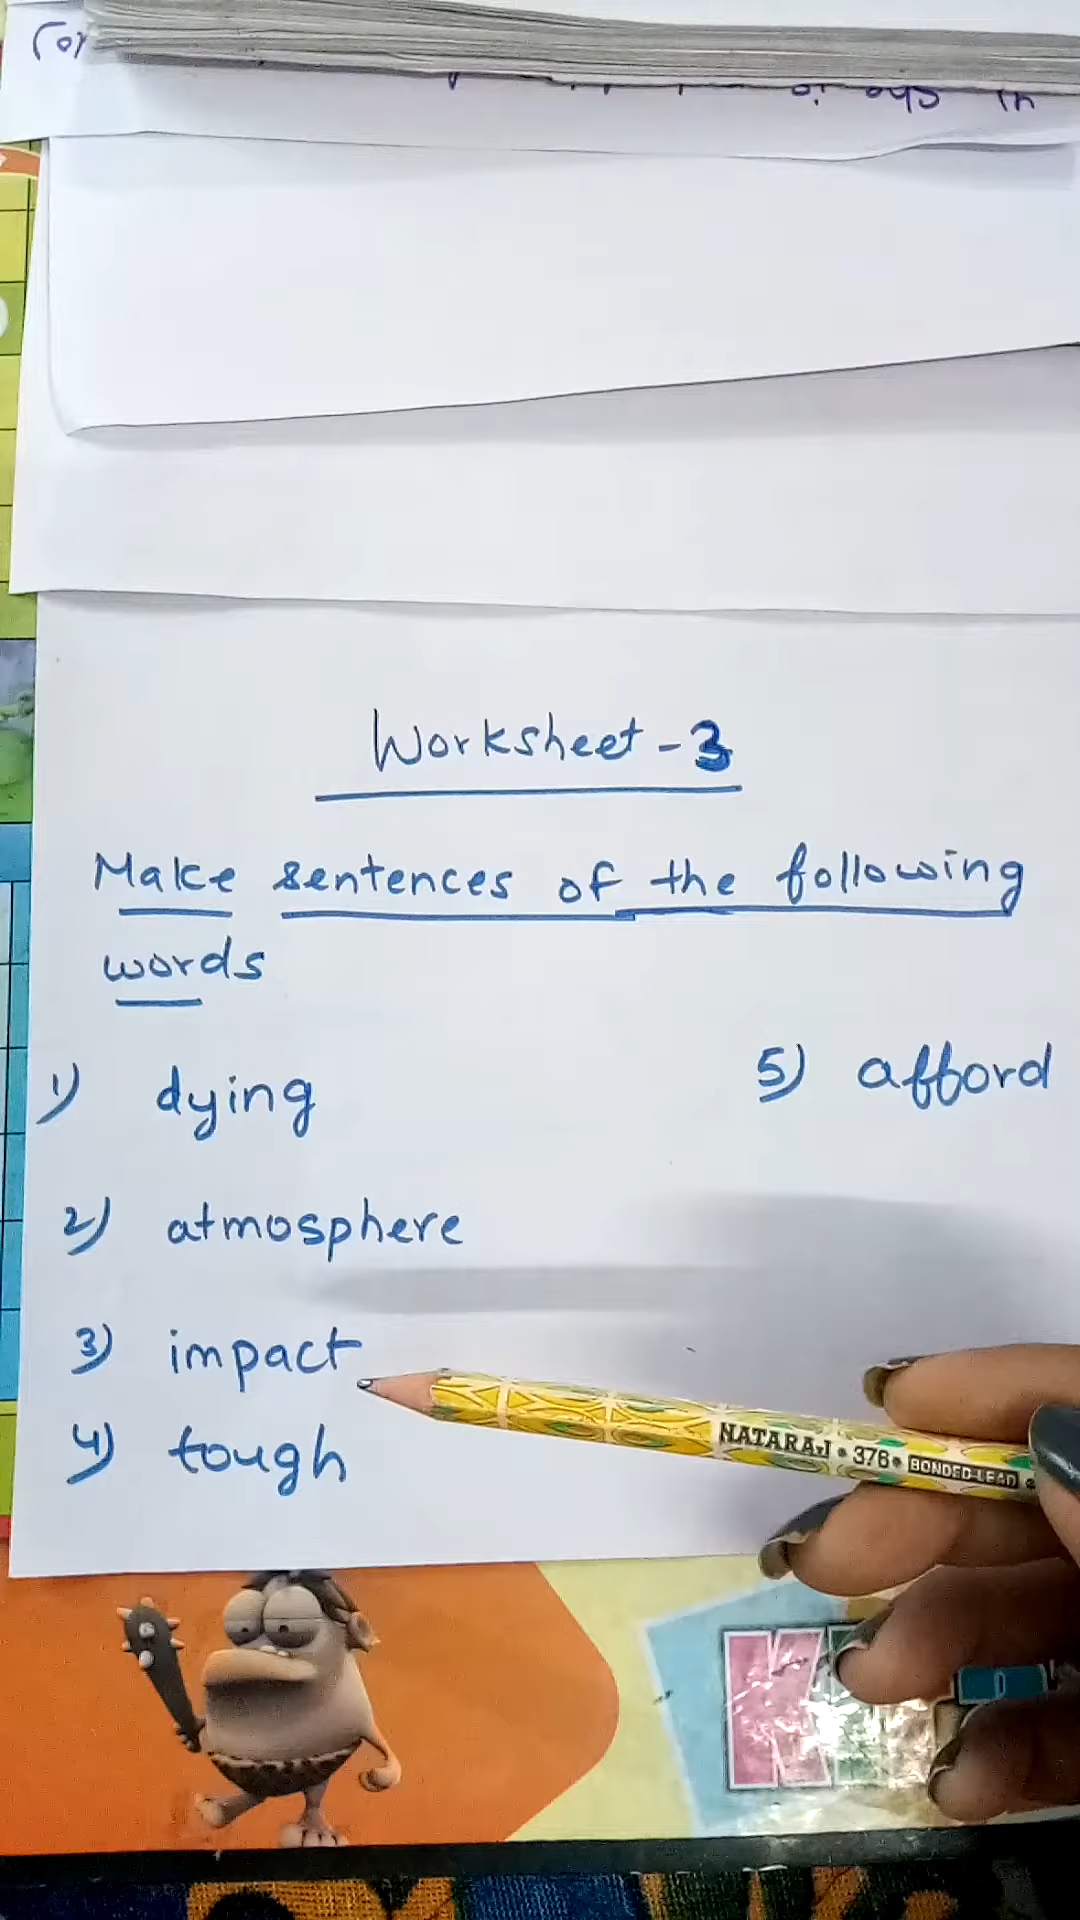 Worksheet - 3
Make sentences of the following
words
1) dying
5) afford
2) atmosphere
3) impact
4) tough
NATARAJ • 376 • BONDED LEAD
K